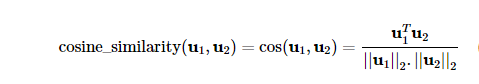 cosine_similarity(u₁, u₂) = cos(u₁, u₂) = u₁ᵀu₂ / ||u₁||₂.||u₂||₂